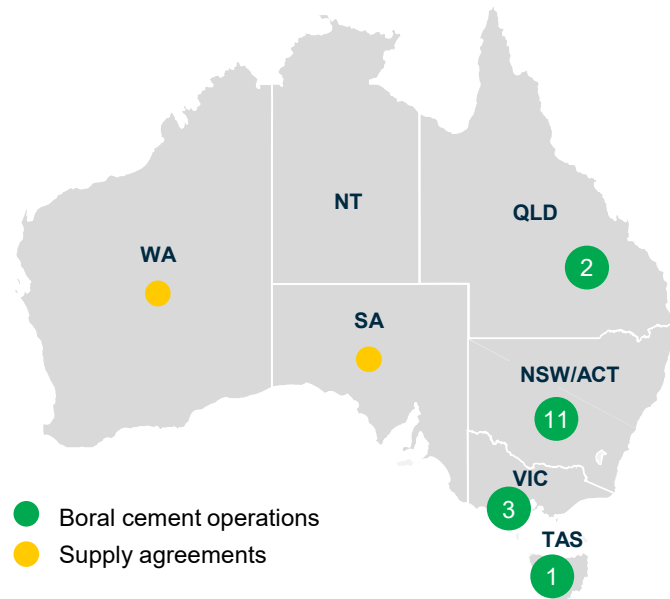 NT
QLD
WA
2
SA
NSW/ACT
11
VIC
3
Boral cement operations
TAS
Supply agreements
1